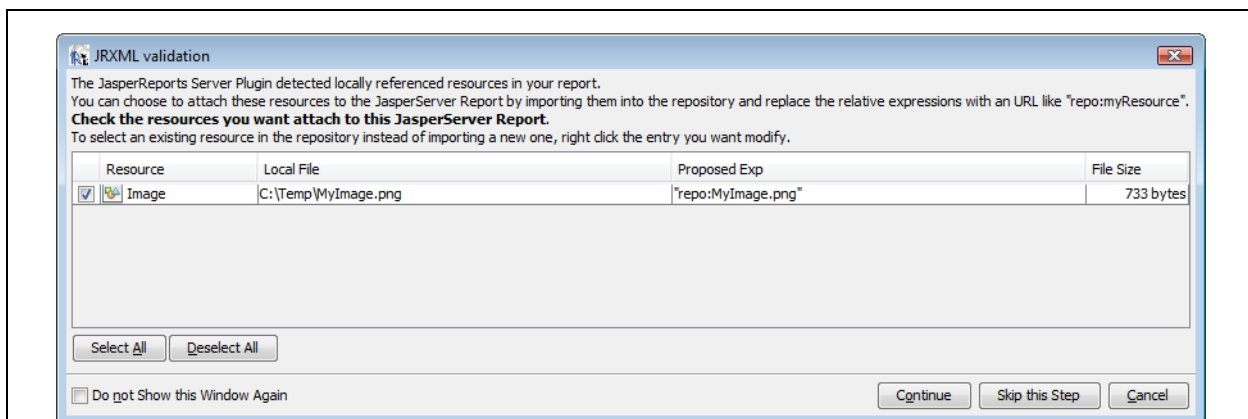 JRXML validation
The JasperReports Server Plugin detected locally referenced resources in your report.
You can choose to attach these resources to the JasperServer Report by importing them into the repository and replace the relative expressions with an URL like "repo:myResource".
Check the resources you want attach to this JasperServer Report.
To select an existing resource in the repository instead of importing a new one, right click the entry you want modify.
Resource Local File Proposed Exp File Size
Image C:\Temp\MyImage.png "repo:MyImage.png" 733 bytes
Select All Deselect All
Do not Show this Window Again Continue Skip this Step Cancel